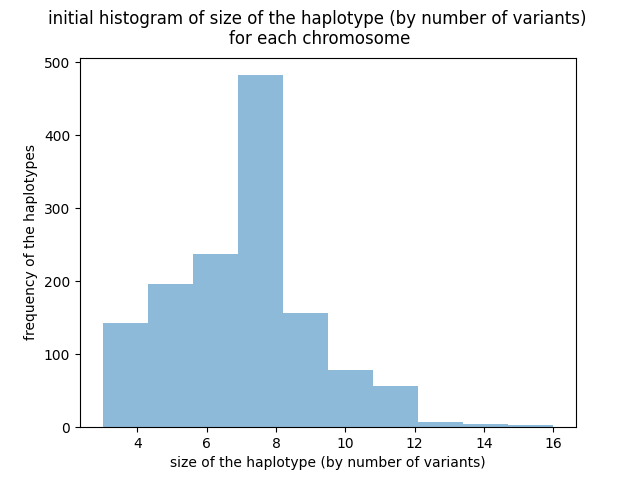 initial histogram of size of the haplotype (by number of variants)
for each chromosome
500
400
300
200
100
0
frequency of the haplotypes
4 6 8 10 12 14 16
size of the haplotype (by number of variants)